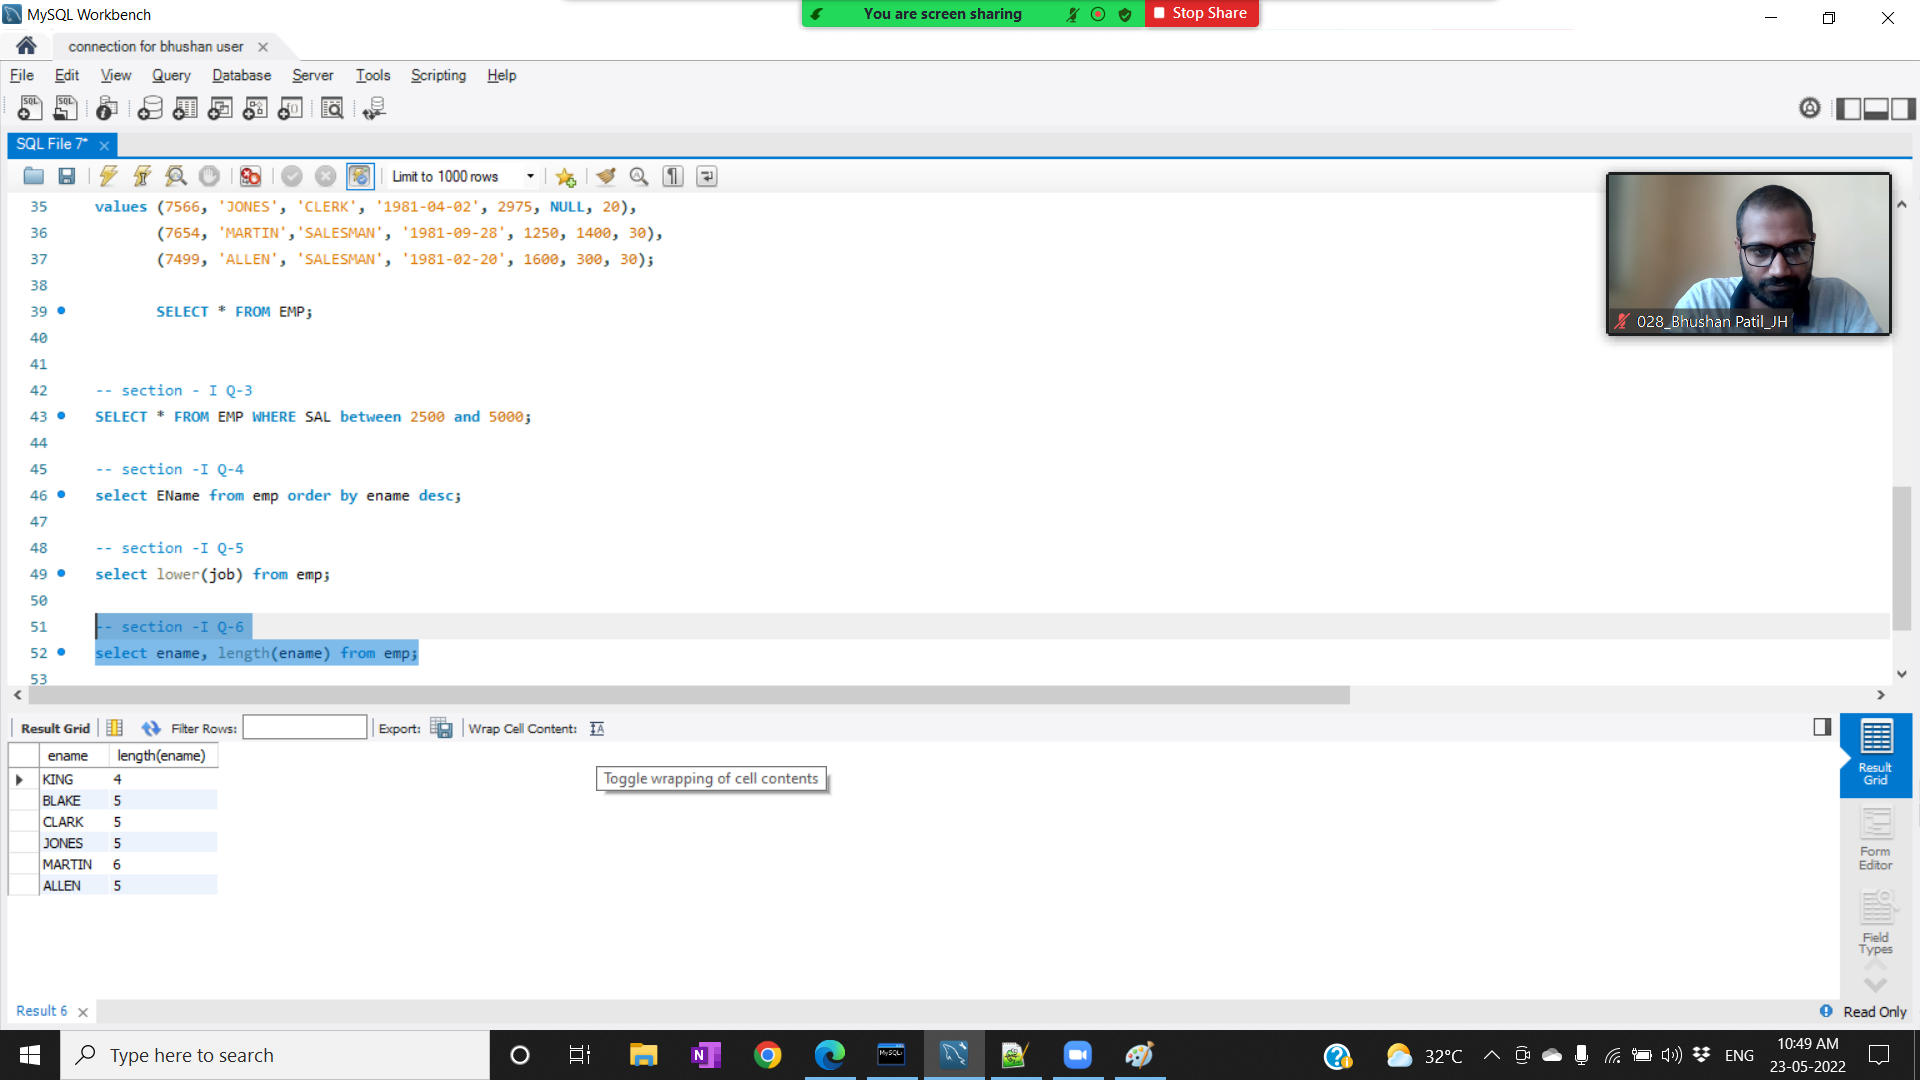 MySQL Workbench
You are screen sharing
Stop Share
connection for bhushan user
File Edit View Query Database Server Tools Scripting Help
SQL File 7*
Limit to 1000 rows
35 values (7566, 'JONES', 'CLERK', '1981-04-02', 2975, NULL, 20),
36 (7654, 'MARTIN','SALESMAN', '1981-09-28', 1250, 1400, 30),
37 (7499, 'ALLEN', 'SALESMAN', '1981-02-20', 1600, 300, 30);
38
39 SELECT * FROM EMP;
40
41
42 -- section - I Q-3
43 SELECT * FROM EMP WHERE SAL between 2500 and 5000;
44
45 -- section -I Q-4
46 select EName from emp order by ename desc;
47
48 -- section -I Q-5
49 select lower(job) from emp;
50
51 -- section -I Q-6
52 select ename, length(ename) from emp;
53
028_Bhushan Patil_JH
Result Grid Filter Rows: Export: Wrap Cell Content:
ename length(ename)
KING 4
BLAKE 5
CLARK 5
JONES 5
MARTIN 6
ALLEN 5
Toggle wrapping of cell contents
Result
Grid
Form
Editor
Field
Types
Result 6
Read Only
Type here to search
32°C
ENG
10:49 AM
23-05-2022